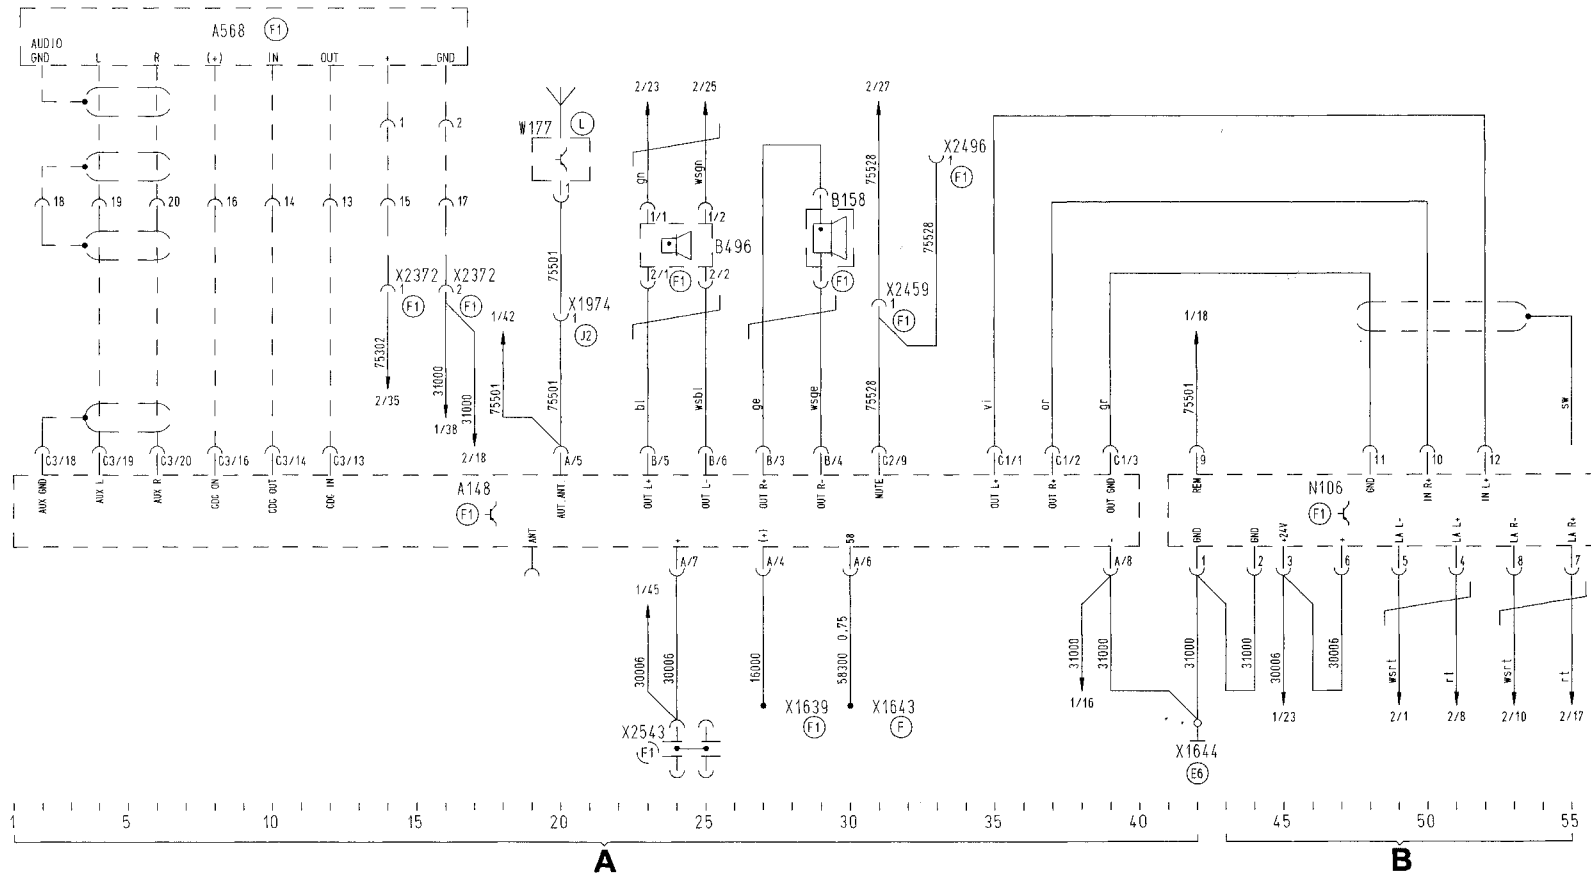 A568 F1
AUDIO
GND L R (+) IN OUT + GND
2/23 2/25 2/27
1 2
W177 L
X2496
1
F1
gn wsgn 75528
18 19 20 16 14 13 15 17
1
1/1 1/2
B158
75501 75528
B496
2/1 2/2
F1 F1
X2372 X2372
1 2
F1 F1
X1974
1
J2
X2459
1
F1
1/42 1/18
75302 31000 31000 75501 75501 bl wsbl ge wsge 75528 vi or gr 75501 sw
2/35
1/38
2/18
C3/18 C3/19 C3/20 C3/16 C3/14 C3/13 A/5 B/5 B/6 B/3 B/4 C2/9 C1/1 C1/2 C1/3 9 11 10 12
AUX GND AUX L AUX R CDC ON CDC OUT CDC IN AUT.ANT. OUT L+ OUT L- OUT R+ OUT R- MUTE OUT L+ OUT R+ OUT GND REM GND IN R+ IN L+
A148
F1
N106
F1
ANT + (+) 58 - GND GND +24V + LA L- LA L+ LA R- LA R+
A/7 A/4 A/6 A/8 1 2 3 6 5 4 8 7
1/45
30006 30006 16000 58300 0.75 31000 31000 31000 31000 30006 30006 wsrt rt wsrt rt
1/16 1/23 2/1 2/8 2/10 2/17
X1639
F1
X1643
F
X2543
F1
X1644
E6
1 5 10 15 20 25 30 35 40 45 50 55
A B